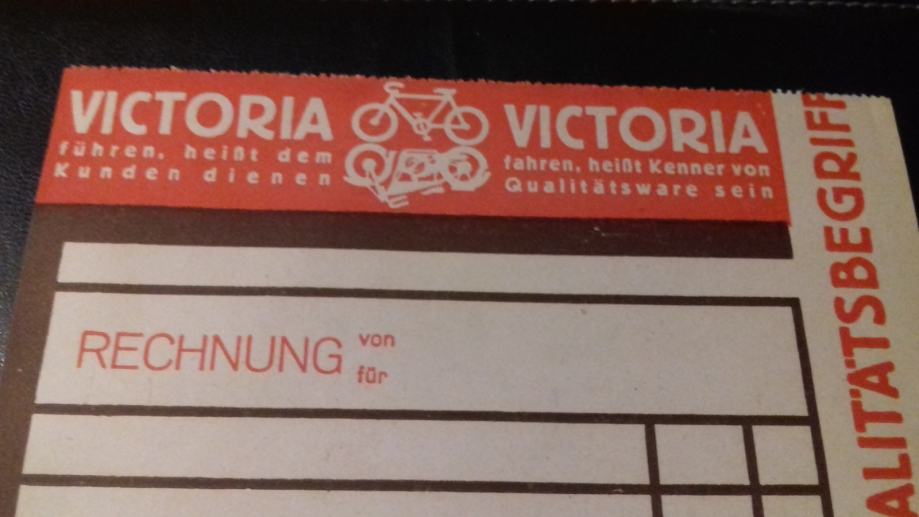 VICTORIA
führen, heißt dem
Kunden dienen
VICTORIA
fahren, heißt Kenner von
Qualitätsware sein
RECHNUNG von
für
ALITÄTSBEGRIFF